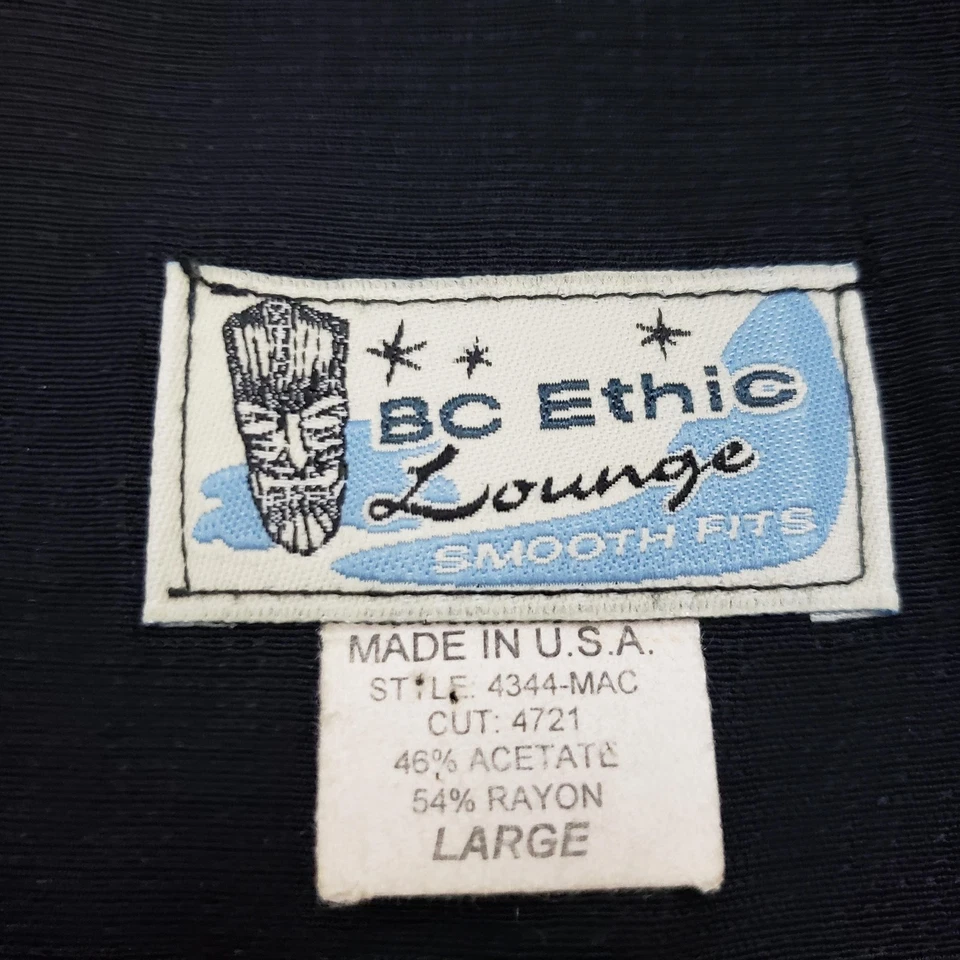 BC Ethic
Lounge
SMOOTH FITS
MADE IN U.S.A.
STYLE: 4344-MAC
CUT: 4721
46% ACETATE
54% RAYON
LARGE